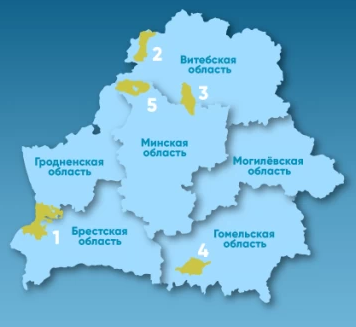 2
Витебская
область
3
5
Минская
область
Гродненская
область
Могилёвская
область
1
Брестская
область
Гомельская
область
4